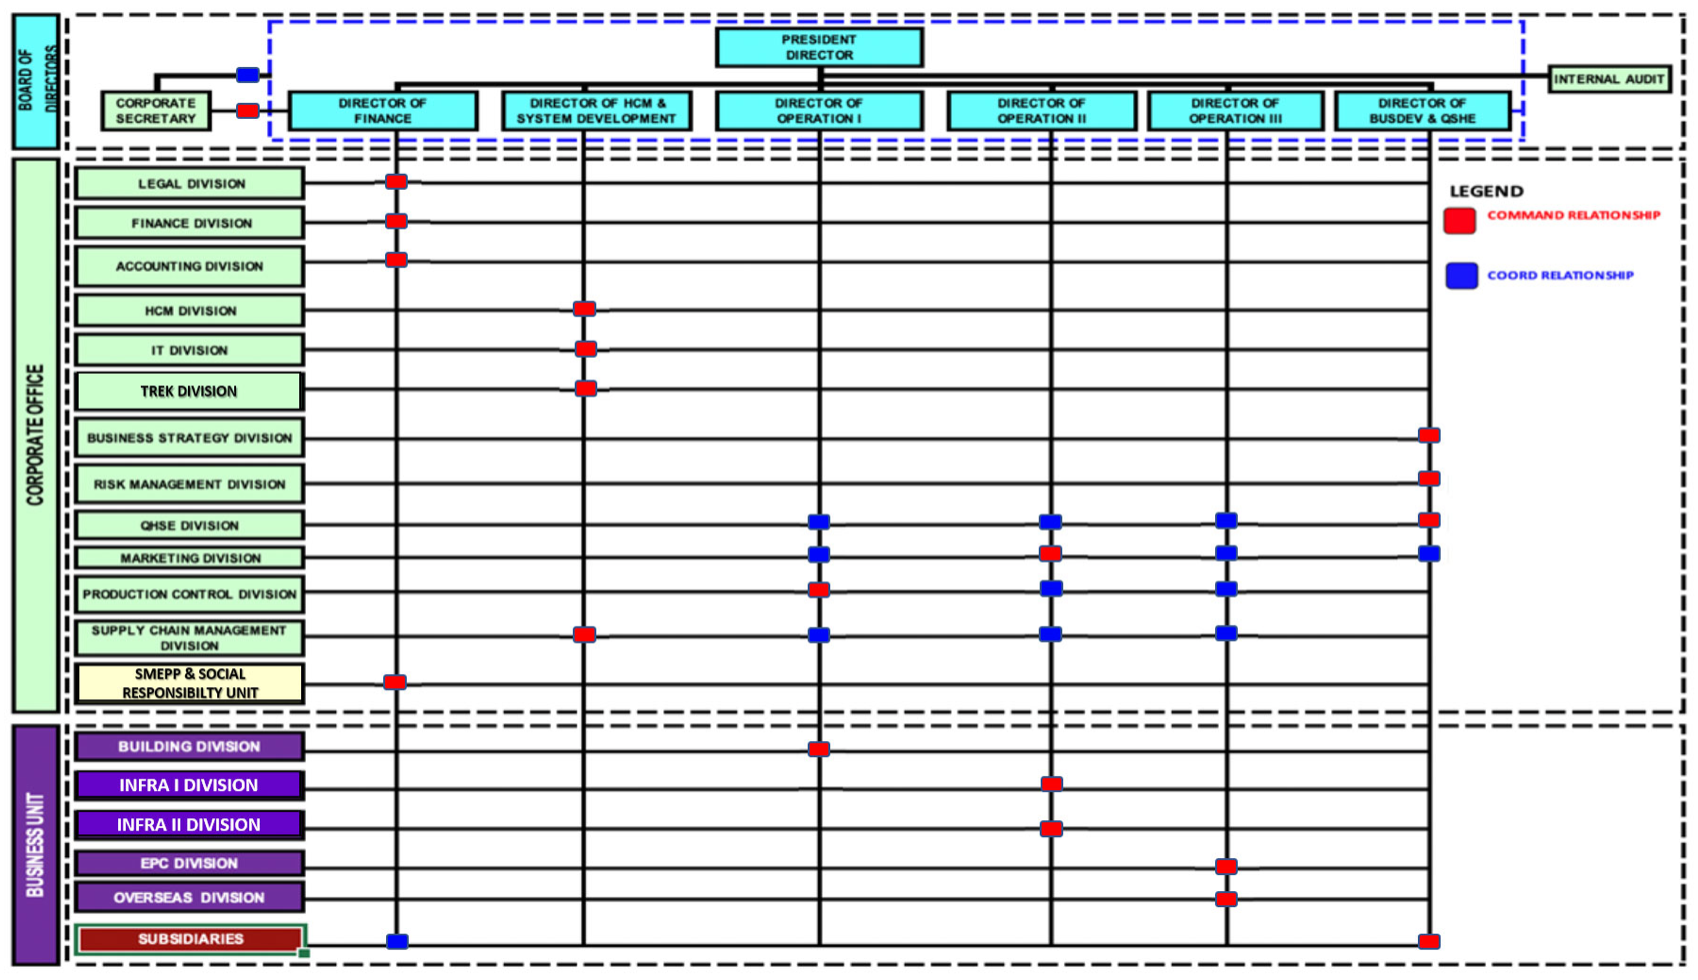 BOARD OF
DIRECTORS
PRESIDENT
DIRECTOR
INTERNAL AUDIT
CORPORATE
SECRETARY
DIRECTOR OF
FINANCE
DIRECTOR OF HCM &
SYSTEM DEVELOPMENT
DIRECTOR OF
OPERATION I
DIRECTOR OF
OPERATION II
DIRECTOR OF
OPERATION III
DIRECTOR OF
BUSDEV & QSHE
CORPORATE OFFICE
LEGAL DIVISION
FINANCE DIVISION
ACCOUNTING DIVISION
HCM DIVISION
IT DIVISION
TREK DIVISION
BUSINESS STRATEGY DIVISION
RISK MANAGEMENT DIVISION
QHSE DIVISION
MARKETING DIVISION
PRODUCTION CONTROL DIVISION
SUPPLY CHAIN MANAGEMENT
DIVISION
SMEPP & SOCIAL
RESPONSIBILTY UNIT
LEGEND
COMMAND RELATIONSHIP
COORD RELATIONSHIP
BUSINESS UNIT
BUILDING DIVISION
INFRA I DIVISION
INFRA II DIVISION
EPC DIVISION
OVERSEAS DIVISION
SUBSIDIARIES